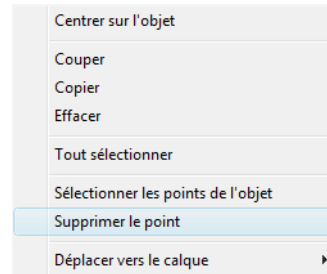 Centrer sur l'objet
Couper
Copier
Effacer
Tout sélectionner
Sélectionner les points de l'objet
Supprimer le point
Déplacer vers le calque